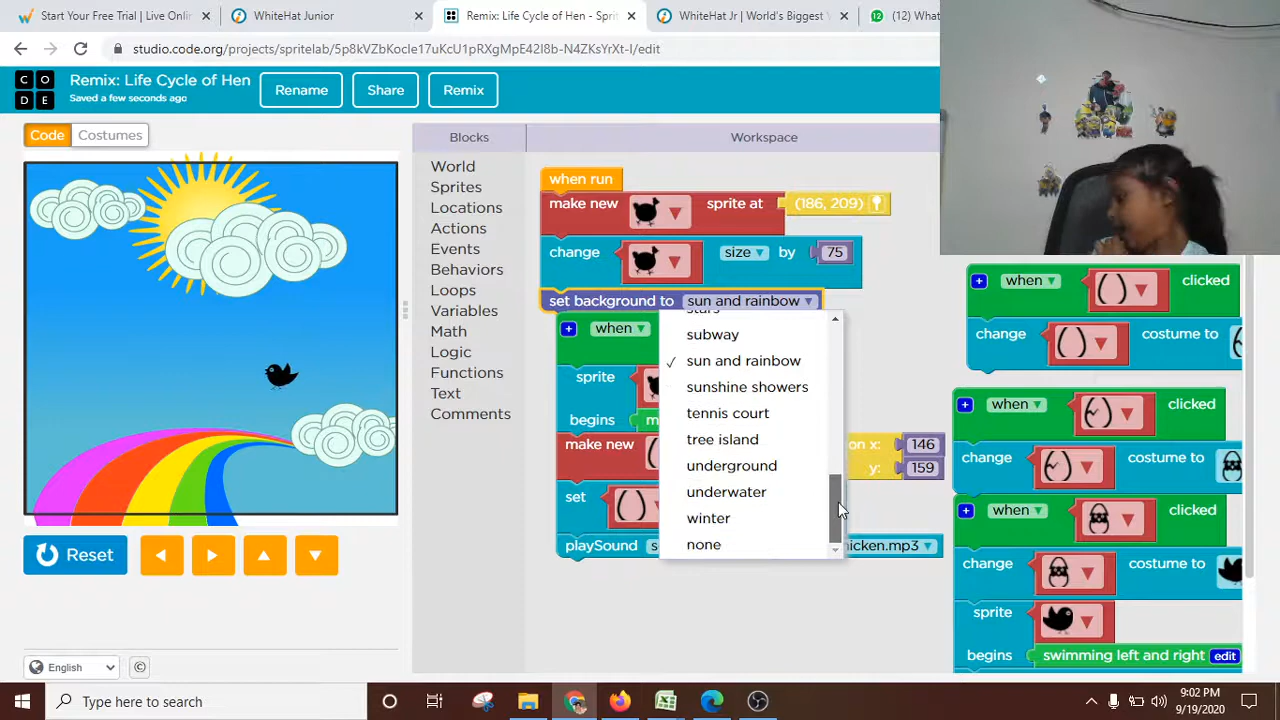 Start Your Free Trial | Live Onlin
WhiteHat Junior
Remix: Life Cycle of Hen - Sprit
WhiteHat Jr | World's Biggest
(12) What
studio.code.org/projects/spritelab/5p8kVZbKocIe17uKcU1pRXgMpE42I8b-N4ZKsYrXt-I/edit
C O D E
Remix: Life Cycle of Hen
Saved a few seconds ago
Rename
Share
Remix
Code
Costumes
Blocks
Workspace
World
Sprites
Locations
Actions
Events
Behaviors
Loops
Variables
Math
Logic
Functions
Text
Comments
when run
make new sprite at (186, 209)
change size by 75
set background to sun and rainbow
when
sprite
begins
make new on x: 146
y: 159
set
playSound hicken.mp3
subway
sun and rainbow
sunshine showers
tennis court
tree island
underground
underwater
winter
none
when clicked
change costume to
when clicked
change costume to
when clicked
change costume to
sprite
begins swimming left and right edit
Reset
English
©
Type here to search
9:02 PM
9/19/2020